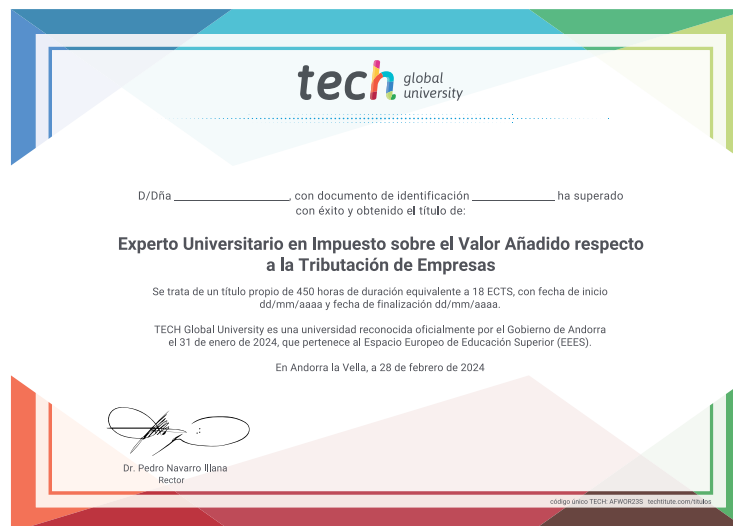 tech global
university
D/Dña ____________________, con documento de identificación ______________ ha superado
con éxito y obtenido el título de:
Experto Universitario en Impuesto sobre el Valor Añadido respecto
a la Tributación de Empresas
Se trata de un título propio de 450 horas de duración equivalente a 18 ECTS, con fecha de inicio
dd/mm/aaaa y fecha de finalización dd/mm/aaaa.
TECH Global University es una universidad reconocida oficialmente por el Gobierno de Andorra
el 31 de enero de 2024, que pertenece al Espacio Europeo de Educación Superior (EEES).
En Andorra la Vella, a 28 de febrero de 2024
Dr. Pedro Navarro Illana
Rector
código único TECH: AFWOR23S techtitute.com/titulos